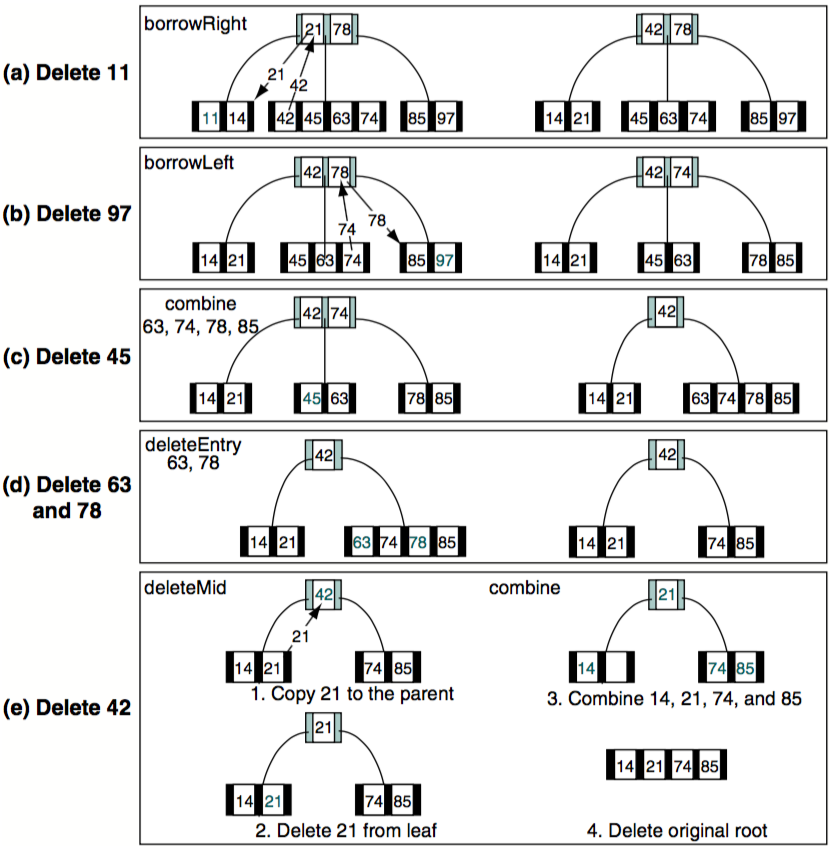 (a) Delete 11
borrowRight
21 78
21
42
11 14 42 45 63 74 85 97
42 78
14 21 45 63 74 85 97
(b) Delete 97
borrowLeft
42 78
78
74
14 21 45 63 74 85 97
42 74
14 21 45 63 78 85
(c) Delete 45
combine
63, 74, 78, 85
42 74
14 21 45 63 78 85
42
14 21 63 74 78 85
(d) Delete 63
and 78
deleteEntry
63, 78
42
14 21 63 74 78 85
42
14 21 74 85
(e) Delete 42
deleteMid
42
21
14 21 74 85
1. Copy 21 to the parent
21
14 21 74 85
2. Delete 21 from leaf
combine
21
14 74 85
3. Combine 14, 21, 74, and 85
14 21 74 85
4. Delete original root